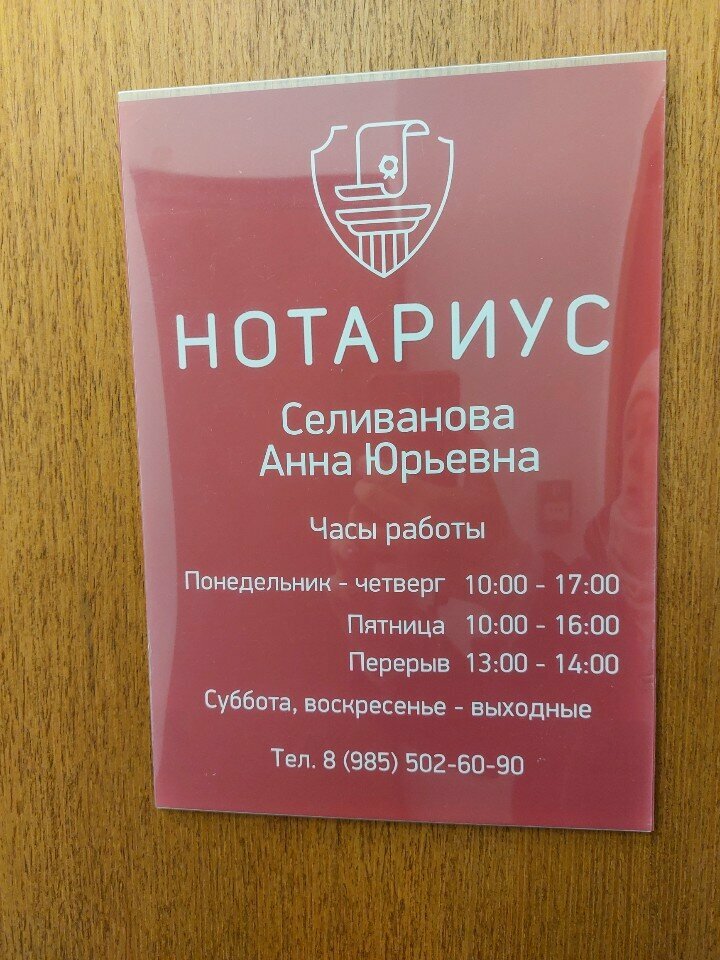 НОТАРИУС
Селиванова
Анна Юрьевна
Часы работы
Понедельник - четверг 10:00 - 17:00
Пятница 10:00 - 16:00
Перерыв 13:00 - 14:00
Суббота, воскресенье - выходные
Тел. 8 (985) 502-60-90